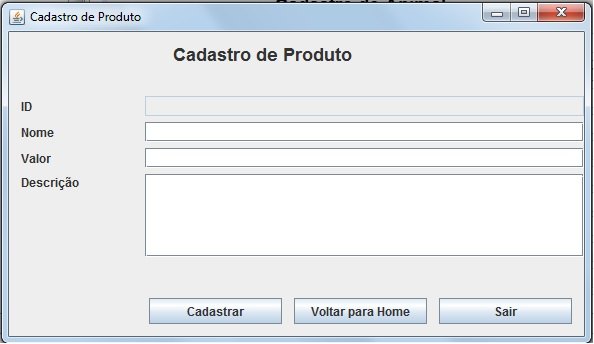 Cadastro de Produto
Cadastro de Produto
ID
Nome
Valor
Descrição
Cadastrar
Voltar para Home
Sair